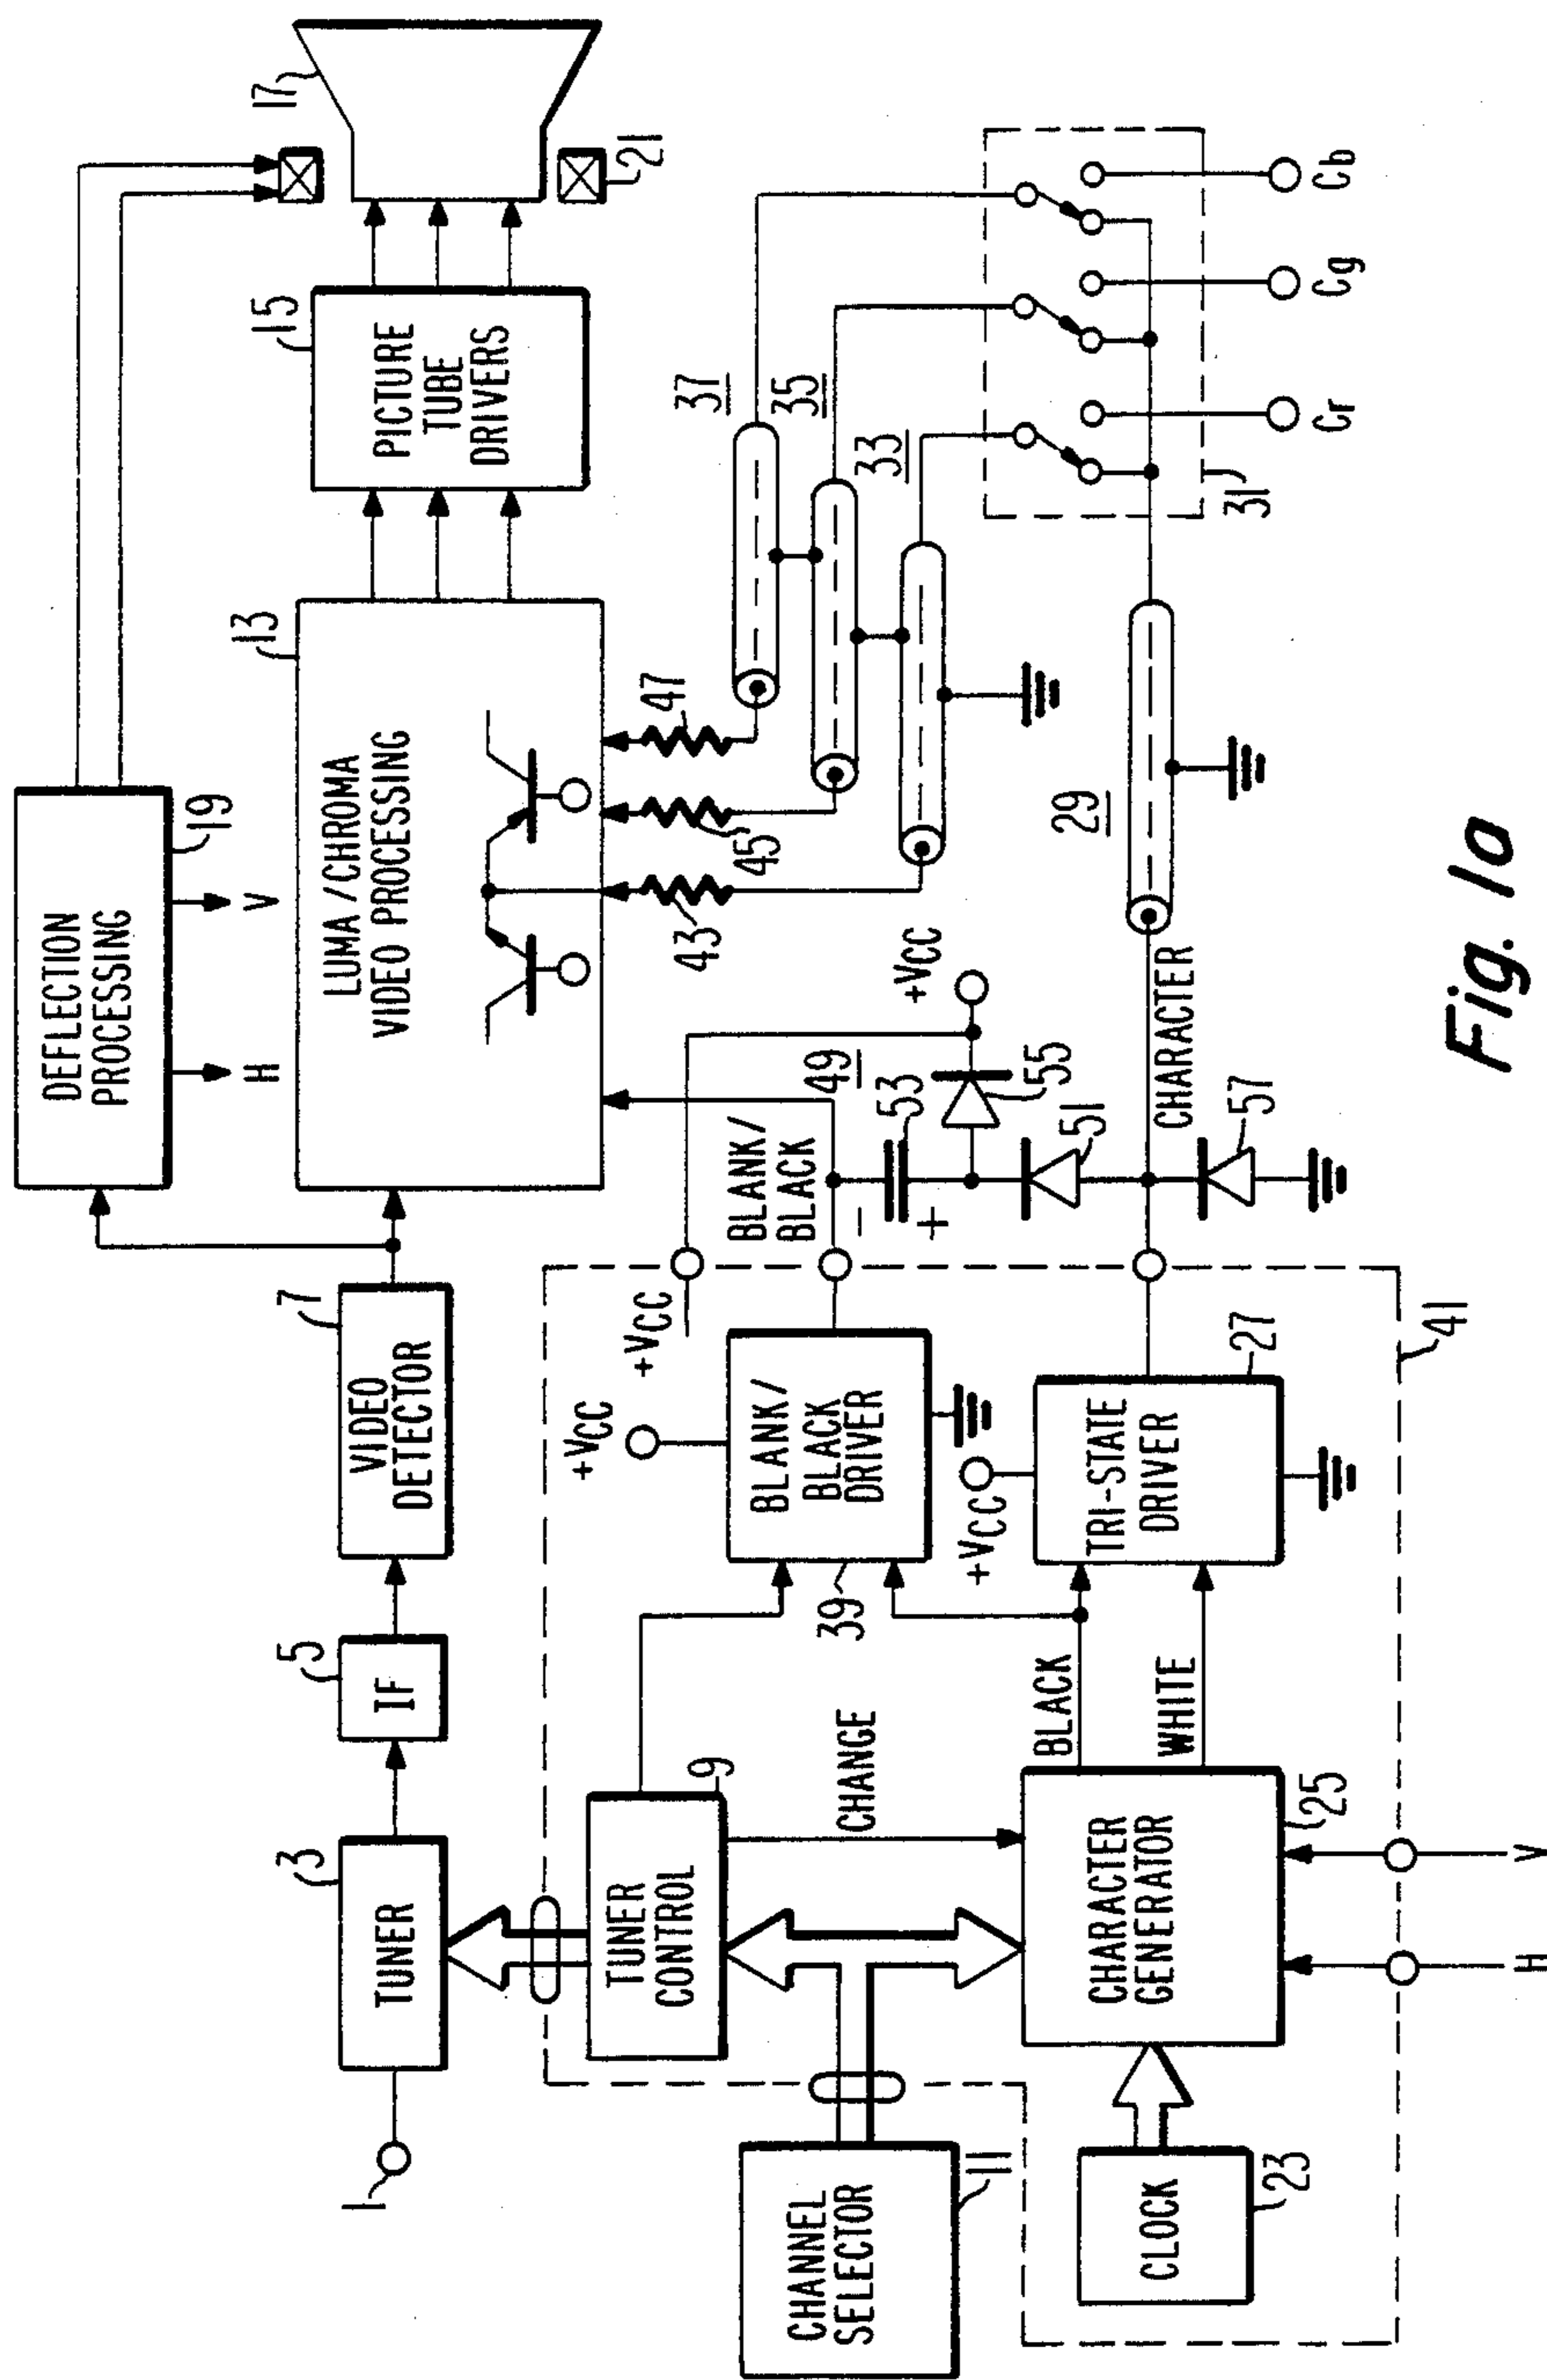 DEFLECTION
PROCESSING
19
H
V
17
21
1
TUNER
3
IF
5
VIDEO
DETECTOR
7
LUMA/CHROMA
VIDEO PROCESSING
13
PICTURE
TUBE
DRIVERS
15
43
45
47
37
35
33
TUNER
CONTROL
9
CHANGE
CHANNEL
SELECTOR
11
+VCC
+VCC
BLANK/
BLACK
DRIVER
39
BLANK/
BLACK
49
53
-
+
+VCC
55
51
57
CHARACTER
29
31
Cr
Cg
Cb
CLOCK
23
CHARACTER
GENERATOR
25
BLACK
WHITE
+VCC
TRI-STATE
DRIVER
27
41
H
V
Fig. 1a